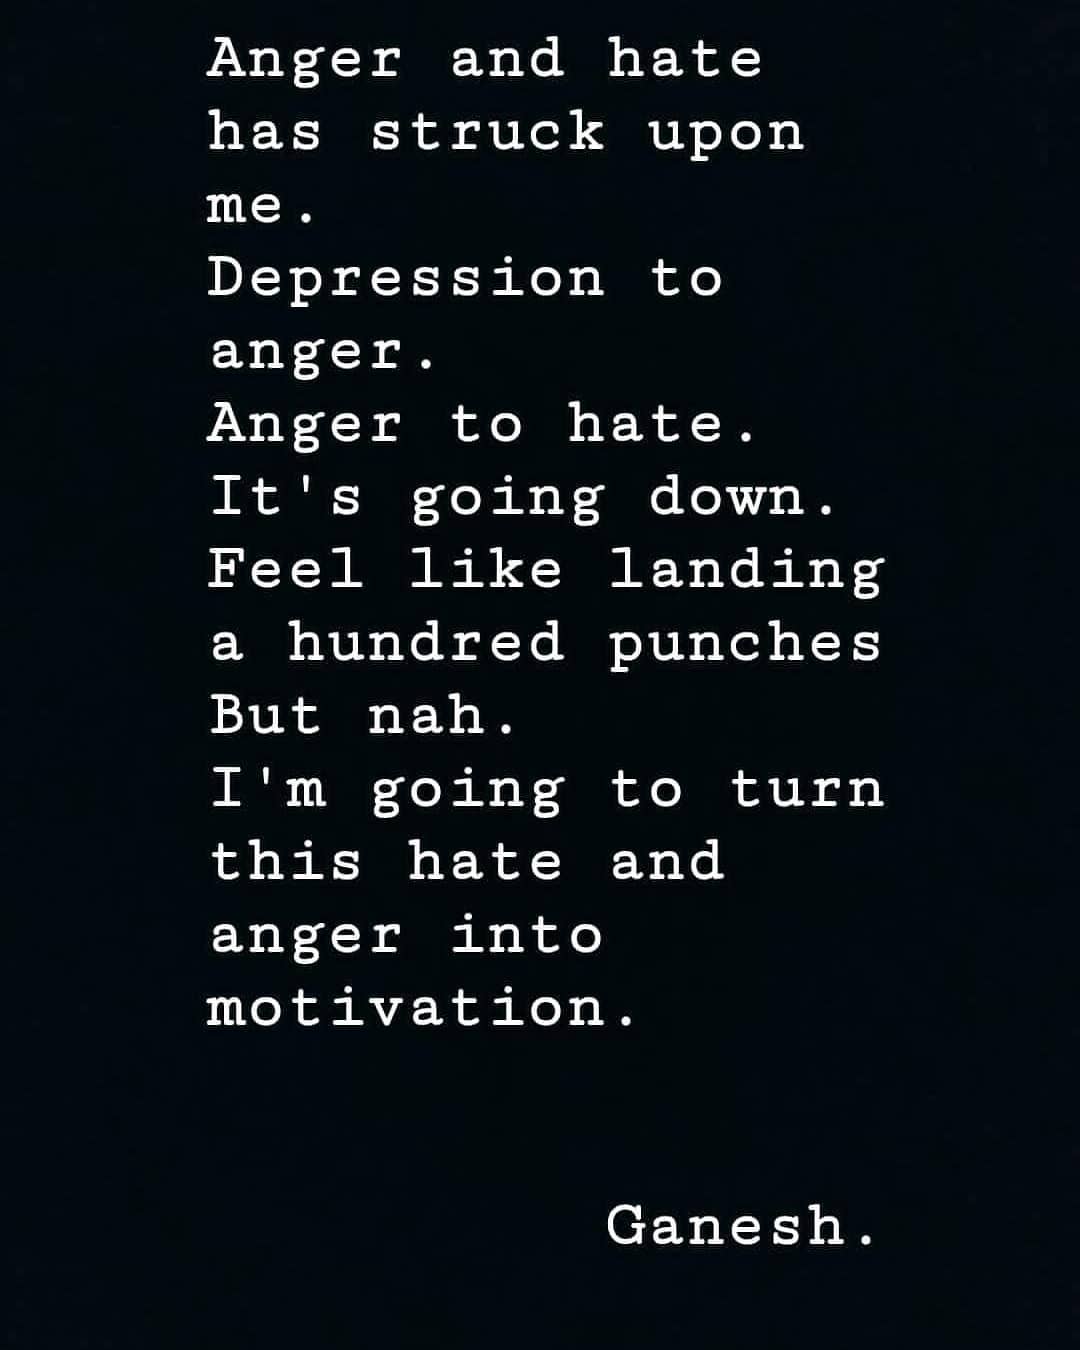 Anger and hate
has struck upon
me.
Depression to
anger.
Anger to hate.
It's going down.
Feel like landing
a hundred punches
But nah.
I'm going to turn
this hate and
anger into
motivation.
Ganesh.